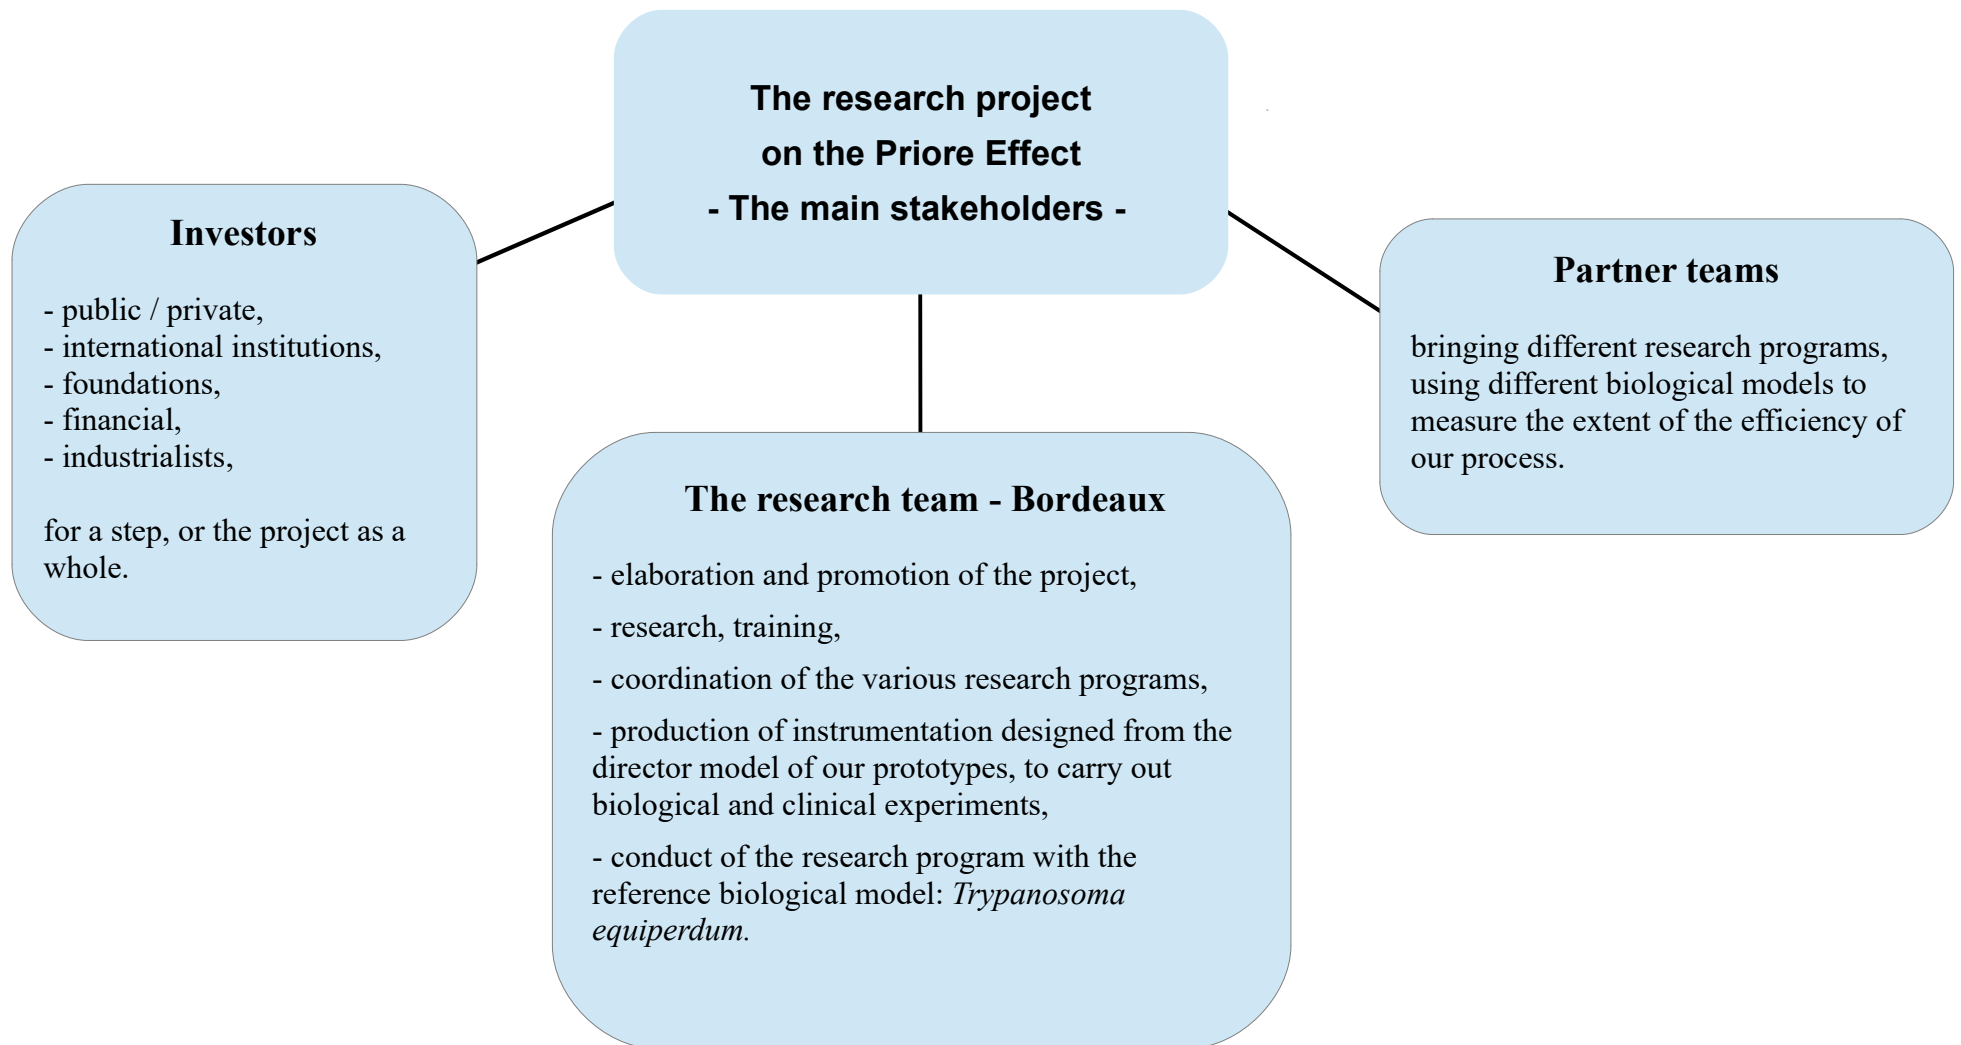 The research project
on the Priore Effect
- The main stakeholders -
Investors
- public / private,
- international institutions,
- foundations,
- financial,
- industrialists,
for a step, or the project as a
whole.
The research team - Bordeaux
- elaboration and promotion of the project,
- research, training,
- coordination of the various research programs,
- production of instrumentation designed from the
director model of our prototypes, to carry out
biological and clinical experiments,
- conduct of the research program with the
reference biological model: Trypanosoma
equiperdum.
Partner teams
bringing different research programs,
using different biological models to
measure the extent of the efficiency of
our process.